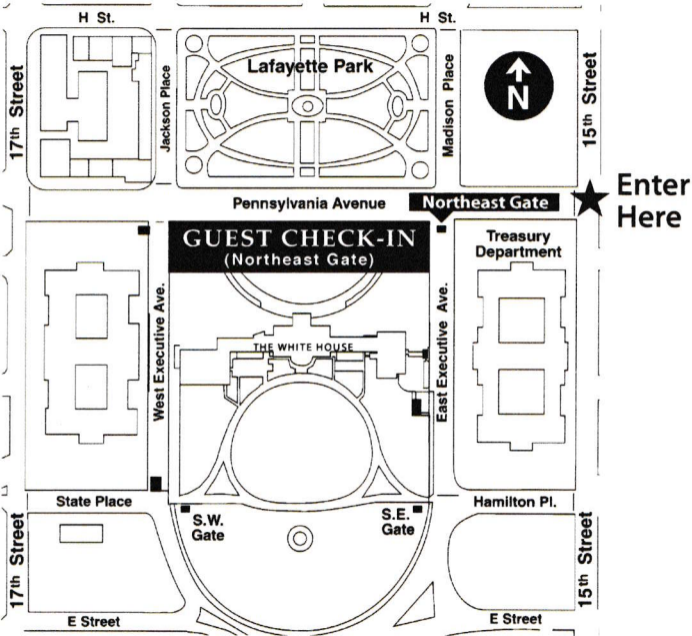 H St.
H St.
17th Street
Jackson Place
Lafayette Park
Madison Place
N
15th Street
Enter
Here
Pennsylvania Avenue
Northeast Gate
GUEST CHECK-IN
(Northeast Gate)
Treasury
Department
West Executive Ave.
THE WHITE HOUSE
East Executive Ave.
State Place
Hamilton Pl.
S.W.
Gate
S.E.
Gate
17th Street
15th Street
E Street
E Street